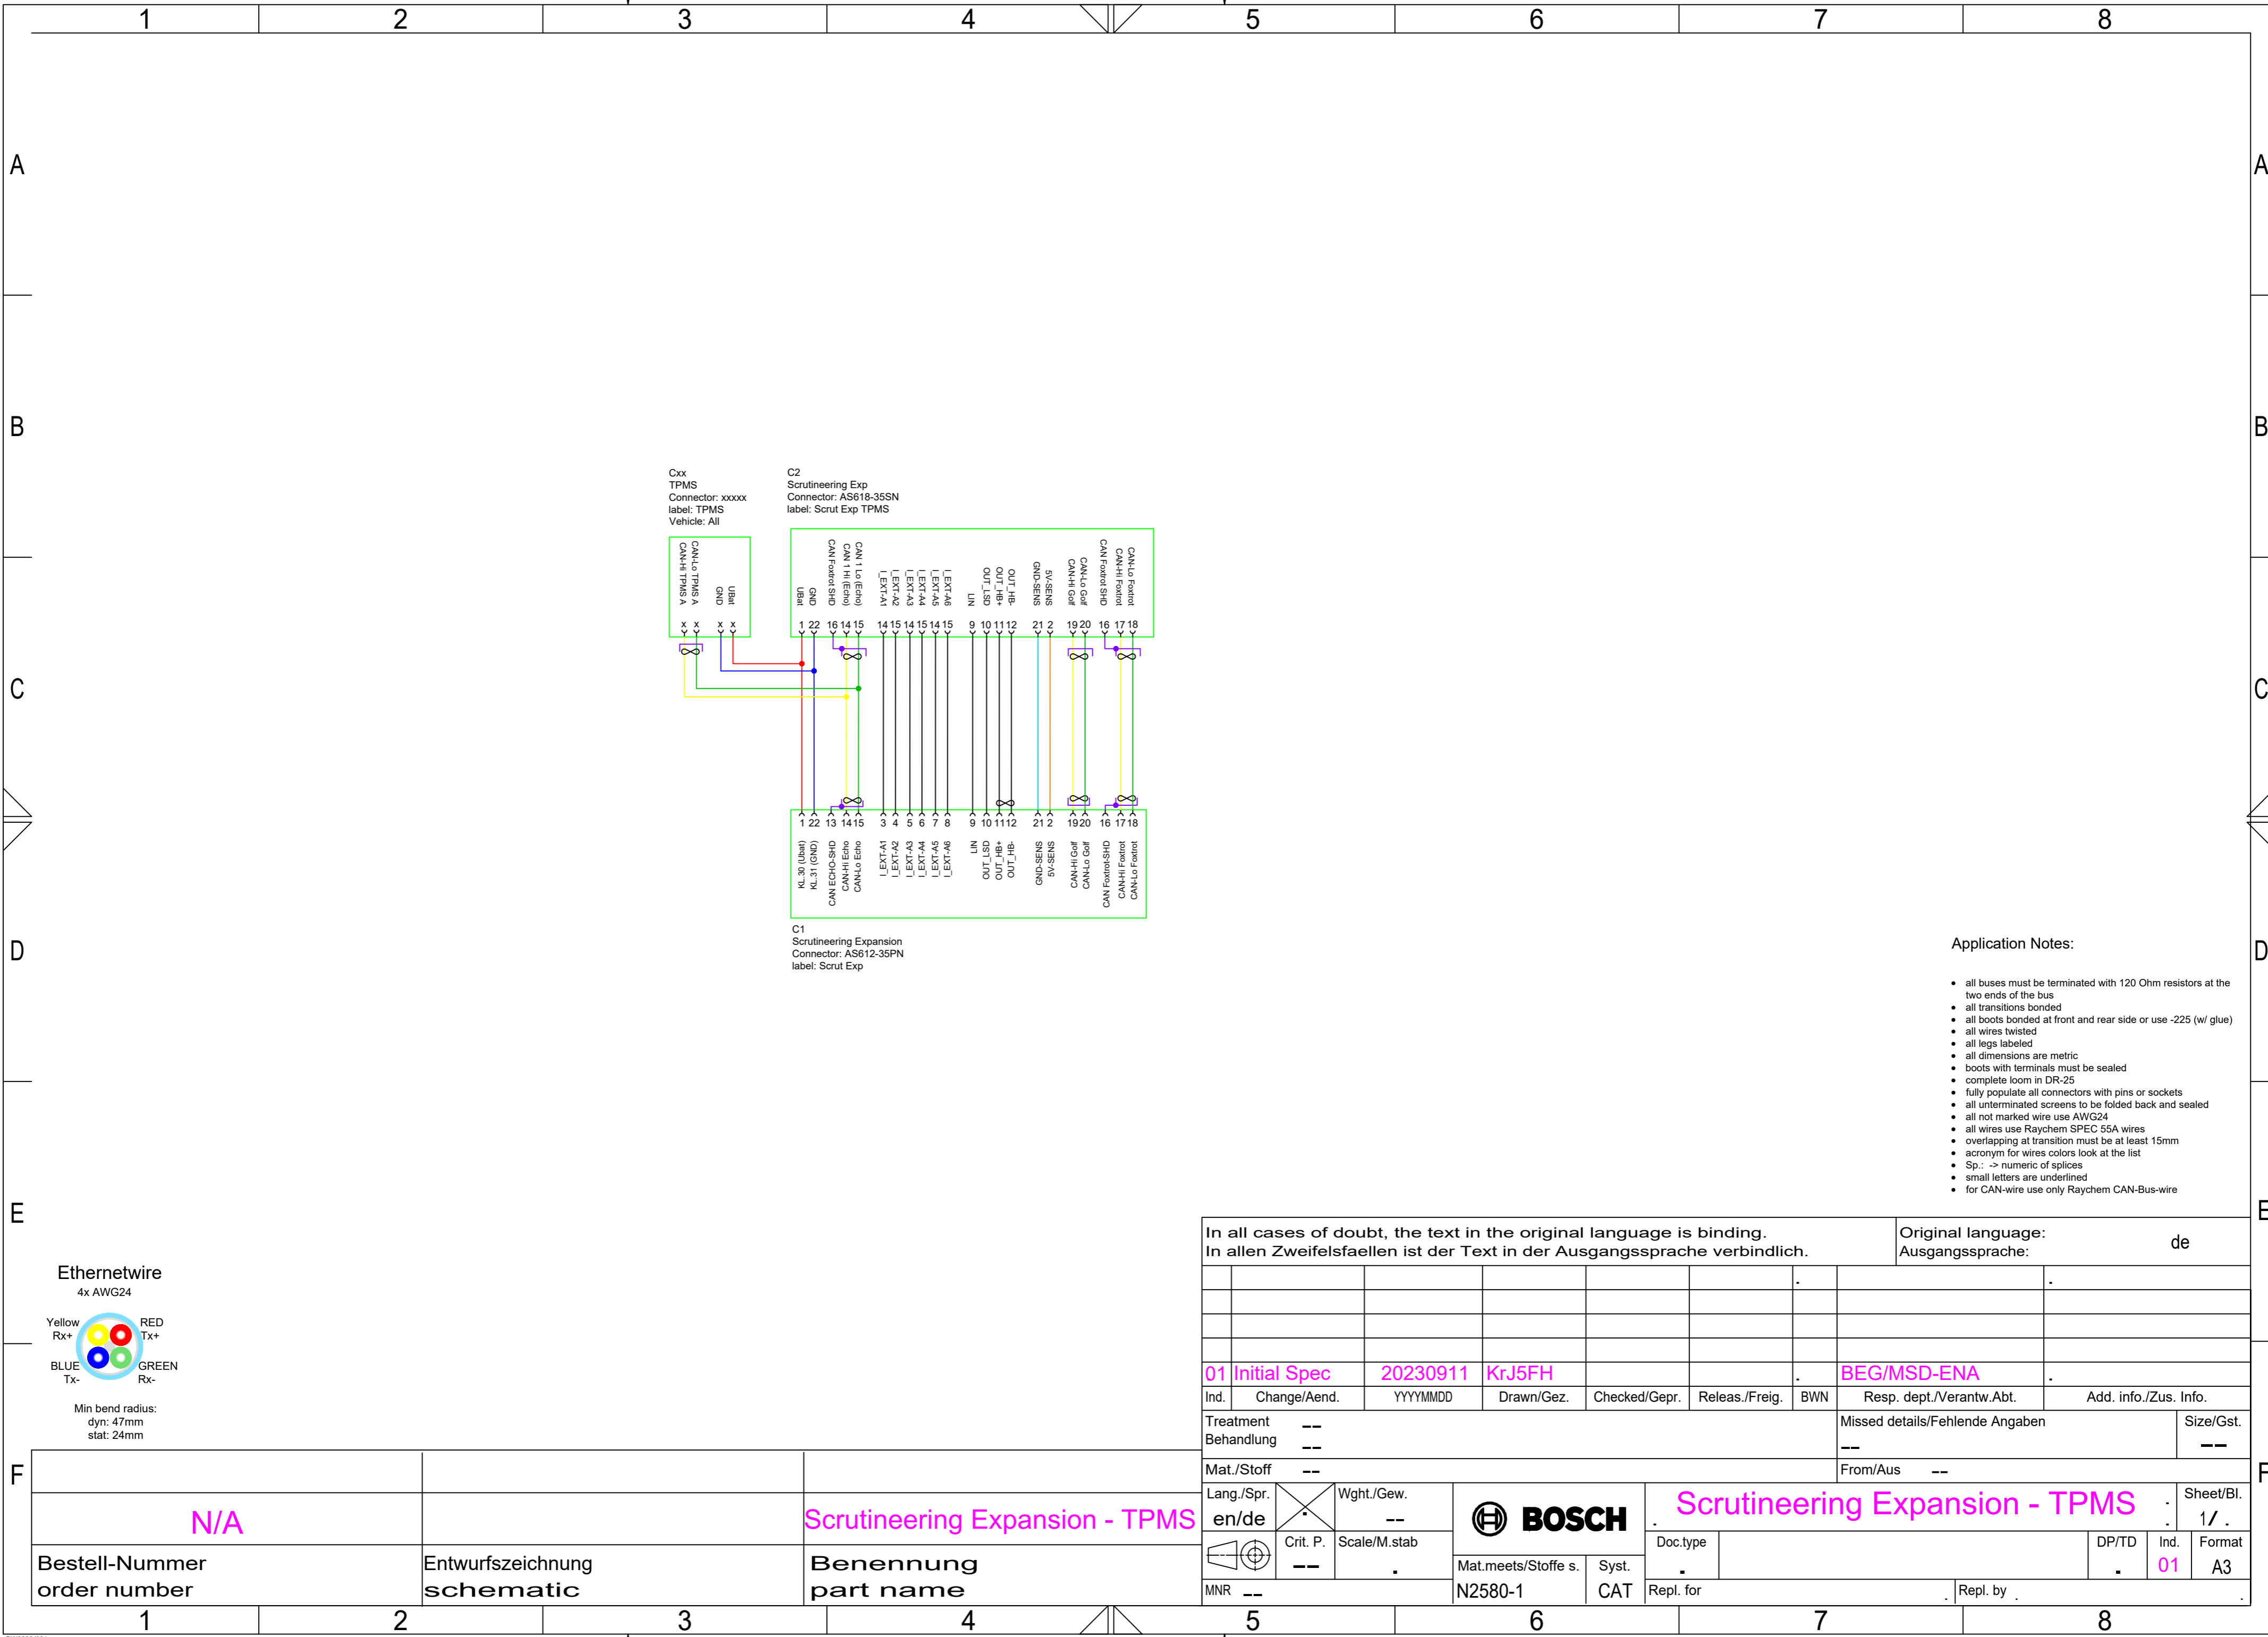 1 2 3 4 5 6 7 8
A A
B B
Cxx
TPMS
Connector: xxxxx
label: TPMS
Vehicle: All
C2
Scrutineering Exp
Connector: AS618-35SN
label: Scrut Exp TPMS
CAN-Hi TPMS A
CAN-Lo TPMS A
GND
UBat
x x x x
UBat
GND
CAN Foxtrot SHD
CAN 1 Hi (Echo)
CAN 1 Lo (Echo)
I_EXT-A1
I_EXT-A2
I_EXT-A3
I_EXT-A4
I_EXT-A5
I_EXT-A6
LIN
OUT_LSD
OUT_HB+
OUT_HB-
GND-SENS
5V-SENS
CAN-Hi Golf
CAN-Lo Golf
CAN Foxtrot SHD
CAN-Hi Foxtrot
CAN-Lo Foxtrot
1 22 16 14 15 14 15 14 15 14 15 9 10 11 12 21 2 19 20 16 17 18
C C
1 22 13 14 15 3 4 5 6 7 8 9 10 11 12 21 2 19 20 16 17 18
KL.30 (Ubat)
KL.31 (GND)
CAN ECHO-SHD
CAN-Hi Echo
CAN-Lo Echo
I_EXT-A1
I_EXT-A2
I_EXT-A3
I_EXT-A4
I_EXT-A5
I_EXT-A6
LIN
OUT_LSD
OUT_HB+
OUT_HB-
GND-SENS
5V-SENS
CAN-Hi Golf
CAN-Lo Golf
CAN Foxtrot-SHD
CAN-Hi Foxtrot
CAN-Lo Foxtrot
C1
Scrutineering Expansion
Connector: AS612-35PN
label: Scrut Exp
D D
Application Notes:
• all buses must be terminated with 120 Ohm resistors at the
two ends of the bus
• all transitions bonded
• all boots bonded at front and rear side or use -225 (w/ glue)
• all wires twisted
• all legs labeled
• all dimensions are metric
• boots with terminals must be sealed
• complete loom in DR-25
• fully populate all connectors with pins or sockets
• all unterminated screens to be folded back and sealed
• all not marked wire use AWG24
• all wires use Raychem SPEC 55A wires
• overlapping at transition must be at least 15mm
• acronym for wires colors look at the list
• Sp.: -> numeric of splices
• small letters are underlined
• for CAN-wire use only Raychem CAN-Bus-wire
E E
Ethernetwire
4x AWG24
Yellow
Rx+
RED
Tx+
BLUE
Tx-
GREEN
Rx-
Min bend radius:
dyn: 47mm
stat: 24mm
In all cases of doubt, the text in the original language is binding.
In allen Zweifelsfaellen ist der Text in der Ausgangssprache verbindlich.
Original language:
Ausgangssprache:
de
. .
01 Initial Spec 20230911 KrJ5FH . BEG/MSD-ENA .
Ind. Change/Aend. YYYYMMDD Drawn/Gez. Checked/Gepr. Releas./Freig. BWN Resp. dept./Verantw.Abt. Add. info./Zus. Info.
Treatment --
Behandlung --
Missed details/Fehlende Angaben
--
Size/Gst.
--
Mat./Stoff --
From/Aus --
F F
Lang./Spr.
en/de
.
Wght./Gew.
--
BOSCH
. Scrutineering Expansion - TPMS . .
Sheet/Bl.
1/ .
Crit. P.
--
Scale/M.stab
.
Mat.meets/Stoffe s.
N2580-1
Syst.
CAT
Doc.type
.
DP/TD
.
Ind.
01
Format
A3
MNR --
Repl. for .
Repl. by . .
N/A
Scrutineering Expansion - TPMS
Bestell-Nummer
order number
Entwurfszeichnung
schematic
Benennung
part name
1 2 3 4 5 6 7 8